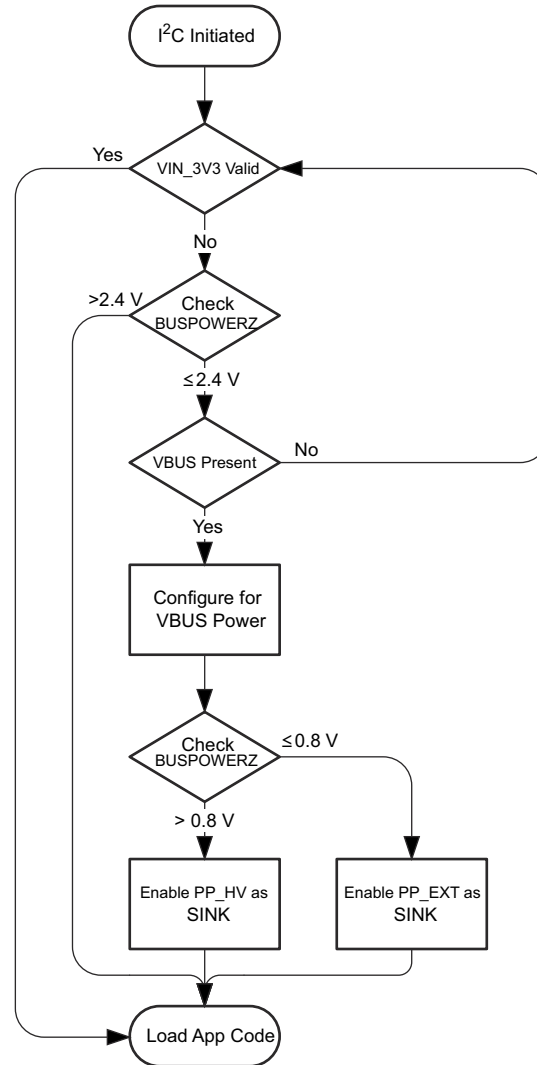 I²C Initiated
Yes
VIN_3V3 Valid
No
>2.4 V
Check
BUSPOWERZ
≤2.4 V
VBUS Present
No
Yes
Configure for
VBUS Power
Check
BUSPOWERZ
≤0.8 V
> 0.8 V
Enable PP_HV as
SINK
Enable PP_EXT as
SINK
Load App Code